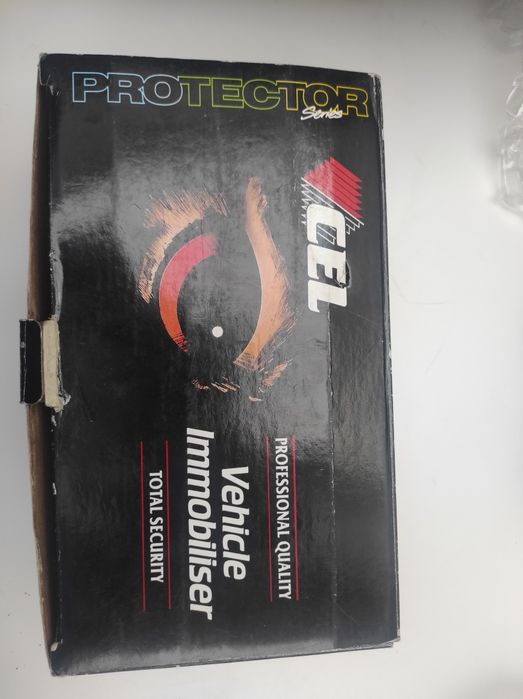 PROTECTOR
Series
CEL
PROFESSIONAL QUALITY
Vehicle
Immobiliser
TOTAL SECURITY